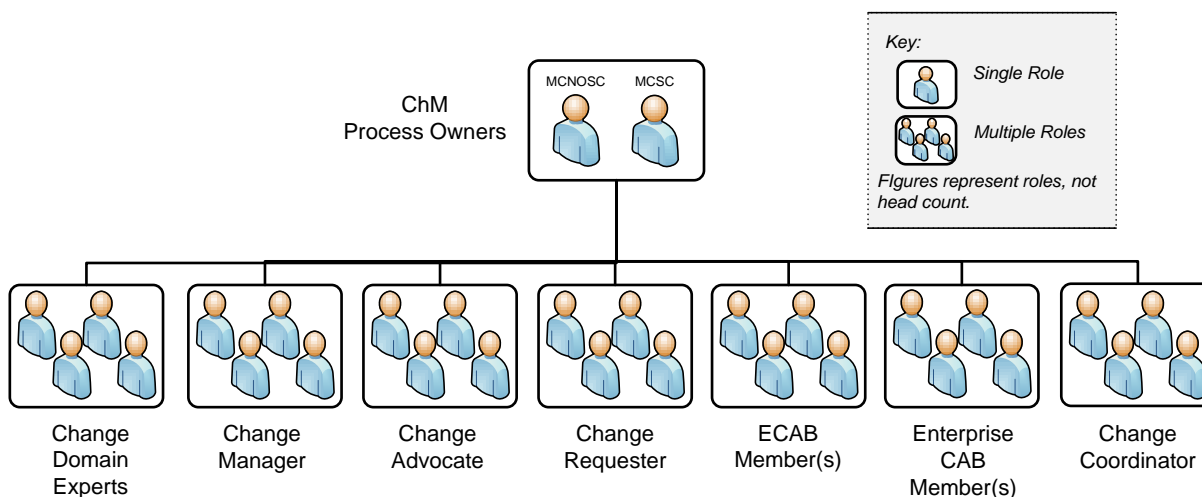 Key:
Single Role
Multiple Roles
FIgures represent roles, not
head count.
MCNOSC
MCSC
ChM
Process Owners
Change
Domain
Experts
Change
Manager
Change
Advocate
Change
Requester
ECAB
Member(s)
Enterprise
CAB
Member(s)
Change
Coordinator